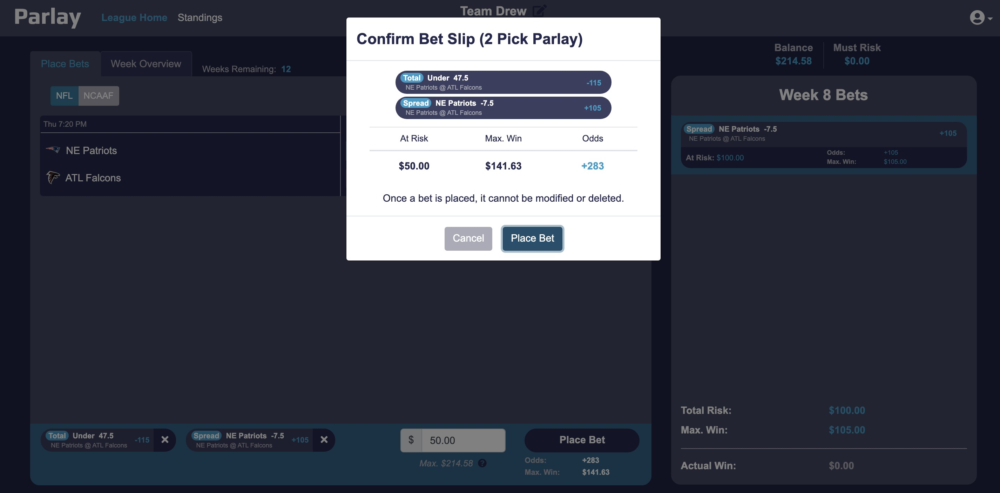 Parlay League Home Standings
Team Drew
Balance Must Risk
$214.58 $0.00
Place Bets Week Overview Weeks Remaining: 12
NFL NCAAF
Thu 7:20 PM
NE Patriots
ATL Falcons
Confirm Bet Slip (2 Pick Parlay)
Total Under 47.5 -115
NE Patriots @ ATL Falcons
Spread NE Patriots -7.5 +105
NE Patriots @ ATL Falcons
At Risk Max. Win Odds
$50.00 $141.63 +283
Once a bet is placed, it cannot be modified or deleted.
Cancel Place Bet
Total Under 47.5 -115
NE Patriots @ ATL Falcons
Spread NE Patriots -7.5 +105
NE Patriots @ ATL Falcons
$ 50.00
Max. $214.58 ?
Place Bet
Odds: +283
Max. Win: $141.63
Week 8 Bets
Spread NE Patriots -7.5 +105
NE Patriots @ ATL Falcons
At Risk: $100.00
Odds: +105
Max. Win: $105.00
Total Risk: $100.00
Max. Win: $105.00
Actual Win: $0.00